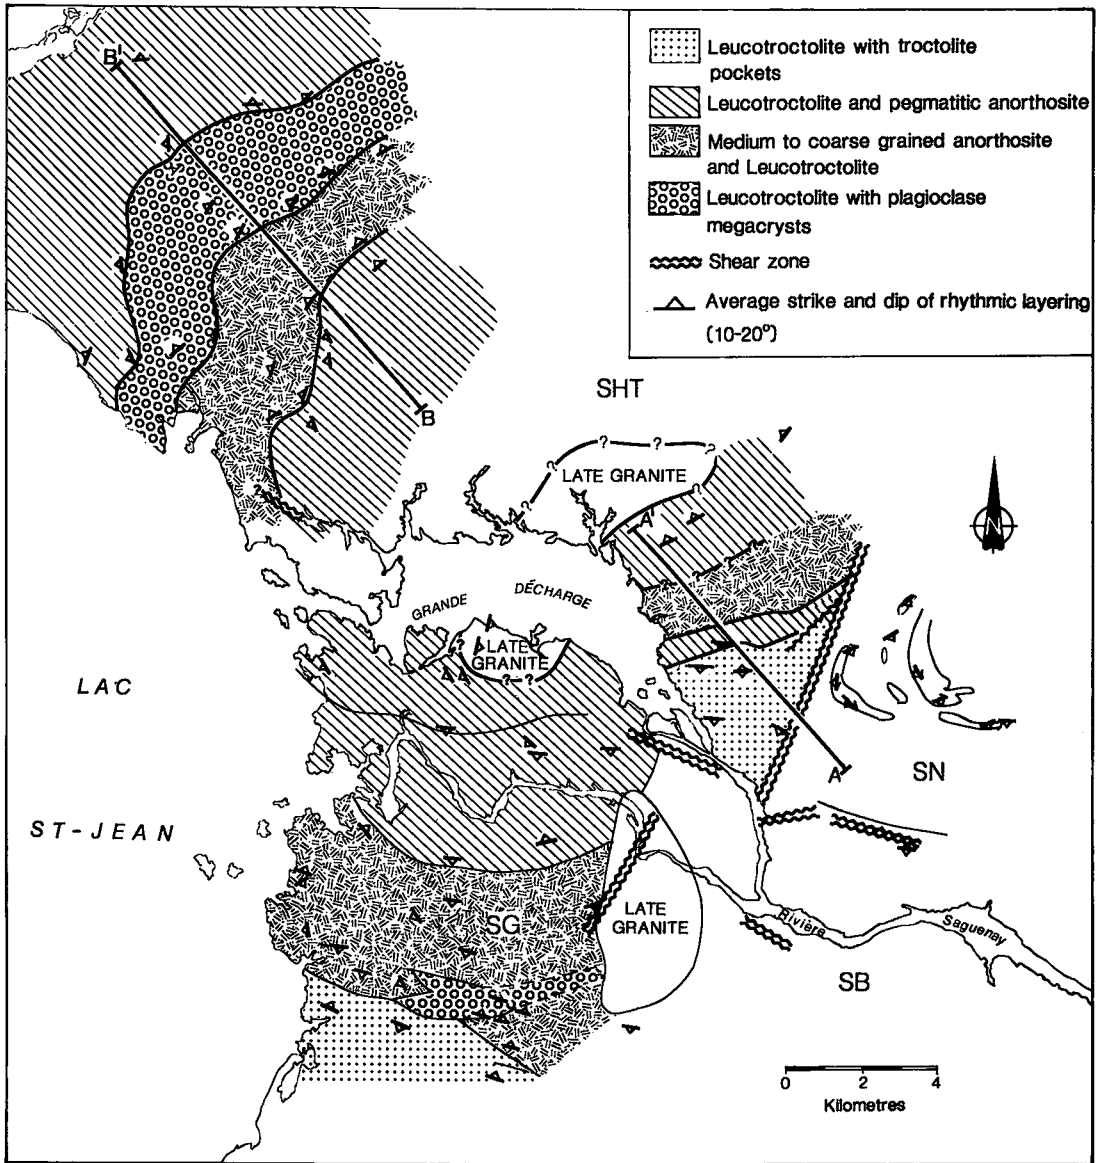 Leucotroctolite with troctolite
pockets
Leucotroctolite and pegmatitic anorthosite
Medium to coarse grained anorthosite
and Leucotroctolite
Leucotroctolite with plagioclase
megacrysts
Shear zone
Average strike and dip of rhythmic layering
(10-20°)
B'
B
SHT
? ? ?
?
?
?
LATE GRANITE
A'
N
GRANDE
DÉCHARGE
?
LATE
GRANITE
? ?
LAC
ST-JEAN
A
SN
SG
LATE
GRANITE
Rivière
Saguenay
SB
0 2 4
Kilometres